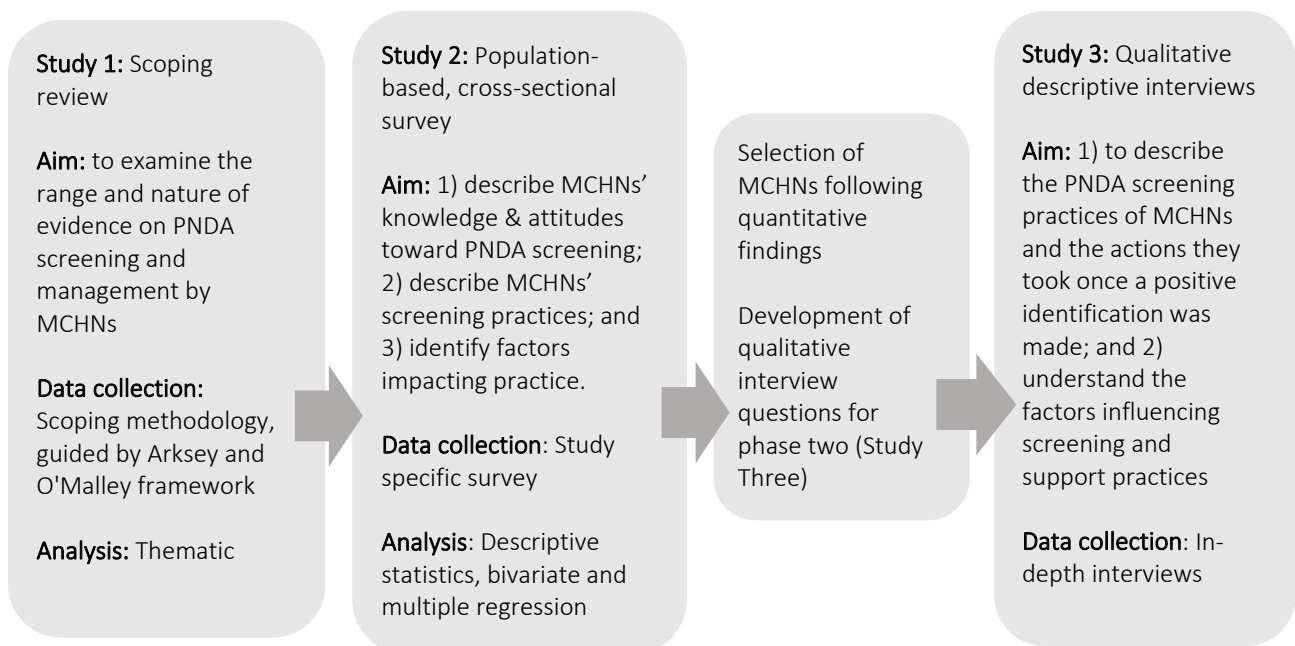 Study 1: Scoping
review
Aim: to examine the
range and nature of
evidence on PNDA
screening and
management by
MCHNs
Data collection:
Scoping methodology,
guided by Arksey and
O'Malley framework
Analysis: Thematic
Study 2: Population-
based, cross-sectional
survey
Aim: 1) describe MCHNs’
knowledge & attitudes
toward PNDA screening;
2) describe MCHNs’
screening practices; and
3) identify factors
impacting practice.
Data collection: Study
specific survey
Analysis: Descriptive
statistics, bivariate and
multiple regression
Selection of
MCHNs following
quantitative
findings
Development of
qualitative
interview
questions for
phase two (Study
Three)
Study 3: Qualitative
descriptive interviews
Aim: 1) to describe
the PNDA screening
practices of MCHNs
and the actions they
took once a positive
identification was
made; and 2)
understand the
factors influencing
screening and
support practices
Data collection: In-
depth interviews